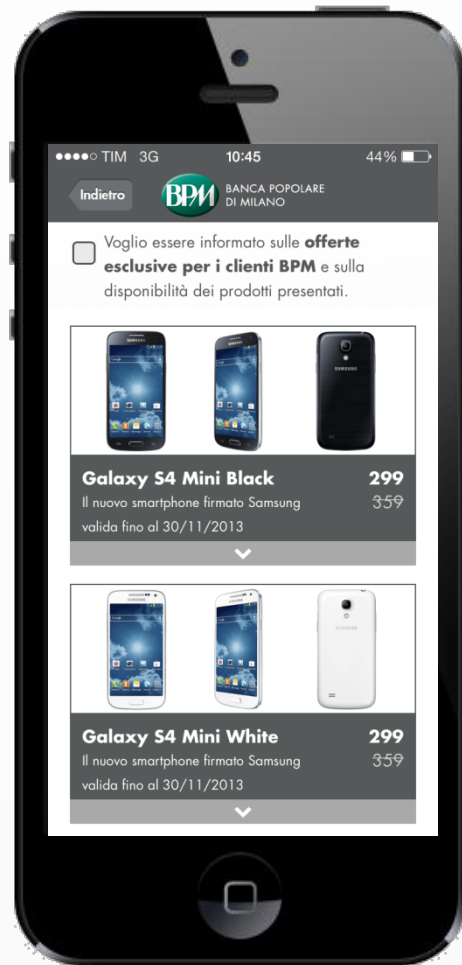 TIM 3G 10:45 44%
Indietro
BPM
BANCA POPOLARE
DI MILANO
Voglio essere informato sulle offerte
esclusive per i clienti BPM e sulla
disponibilità dei prodotti presentati.
SAMSUNG
Galaxy S4 Mini Black 299
Il nuovo smartphone firmato Samsung 359
valida fino al 30/11/2013
SAMSUNG
Galaxy S4 Mini White 299
Il nuovo smartphone firmato Samsung 359
valida fino al 30/11/2013